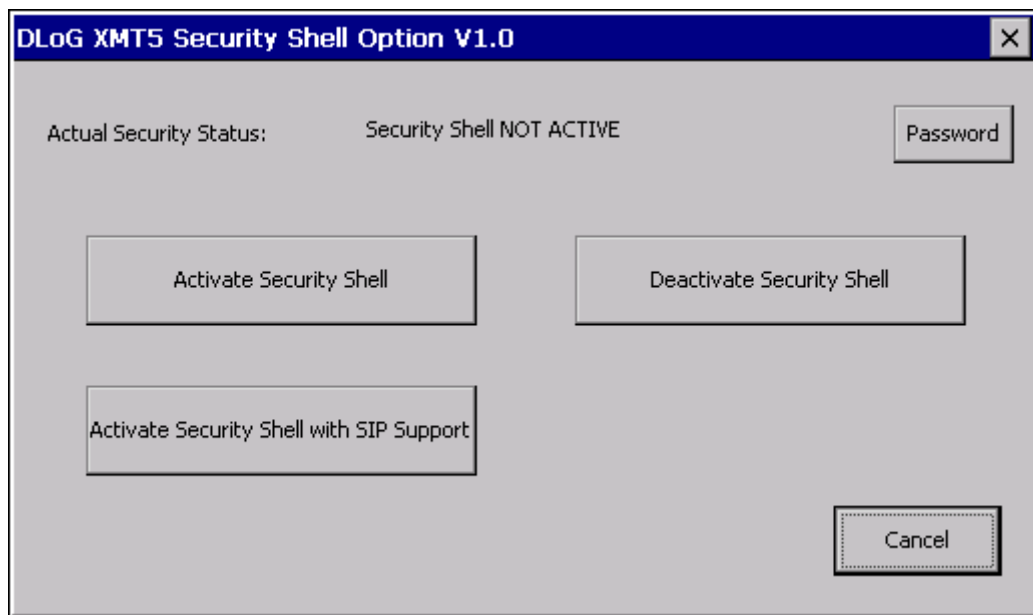 DLoG XMT5 Security Shell Option V1.0
Actual Security Status: Security Shell NOT ACTIVE Password
Activate Security Shell Deactivate Security Shell
Activate Security Shell with SIP Support
Cancel